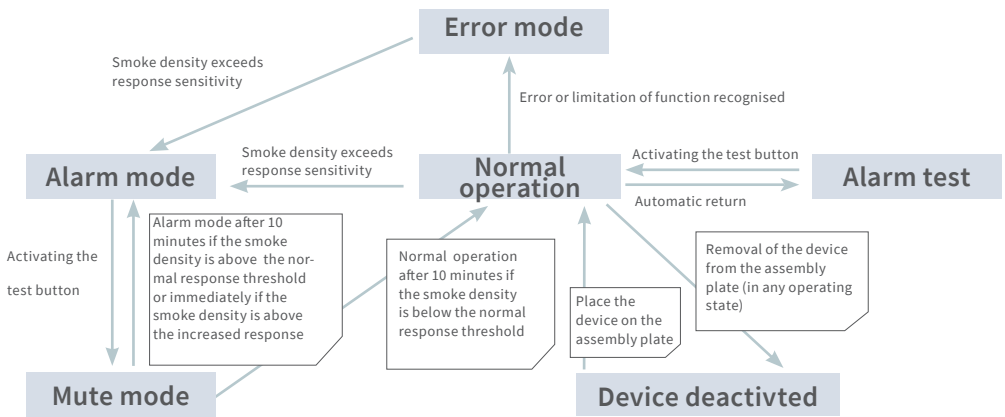 Error mode
Smoke density exceeds
response sensitivity
Error or limitation of function recognised
Smoke density exceeds
response sensitivity
Activating the test button
Alarm mode
Normal
operation
Alarm test
Automatic return
Activating the
test button
Alarm mode after 10
minutes if the smoke
density is above the nor-
mal response threshold
or immediately if the
smoke density is above
the increased response
Normal operation
after 10 minutes if
the smoke density
is below the normal
response threshold
Place the
device on the
assembly plate
Removal of the device
from the assembly
plate (in any operating
state)
Mute mode
Device deactivted